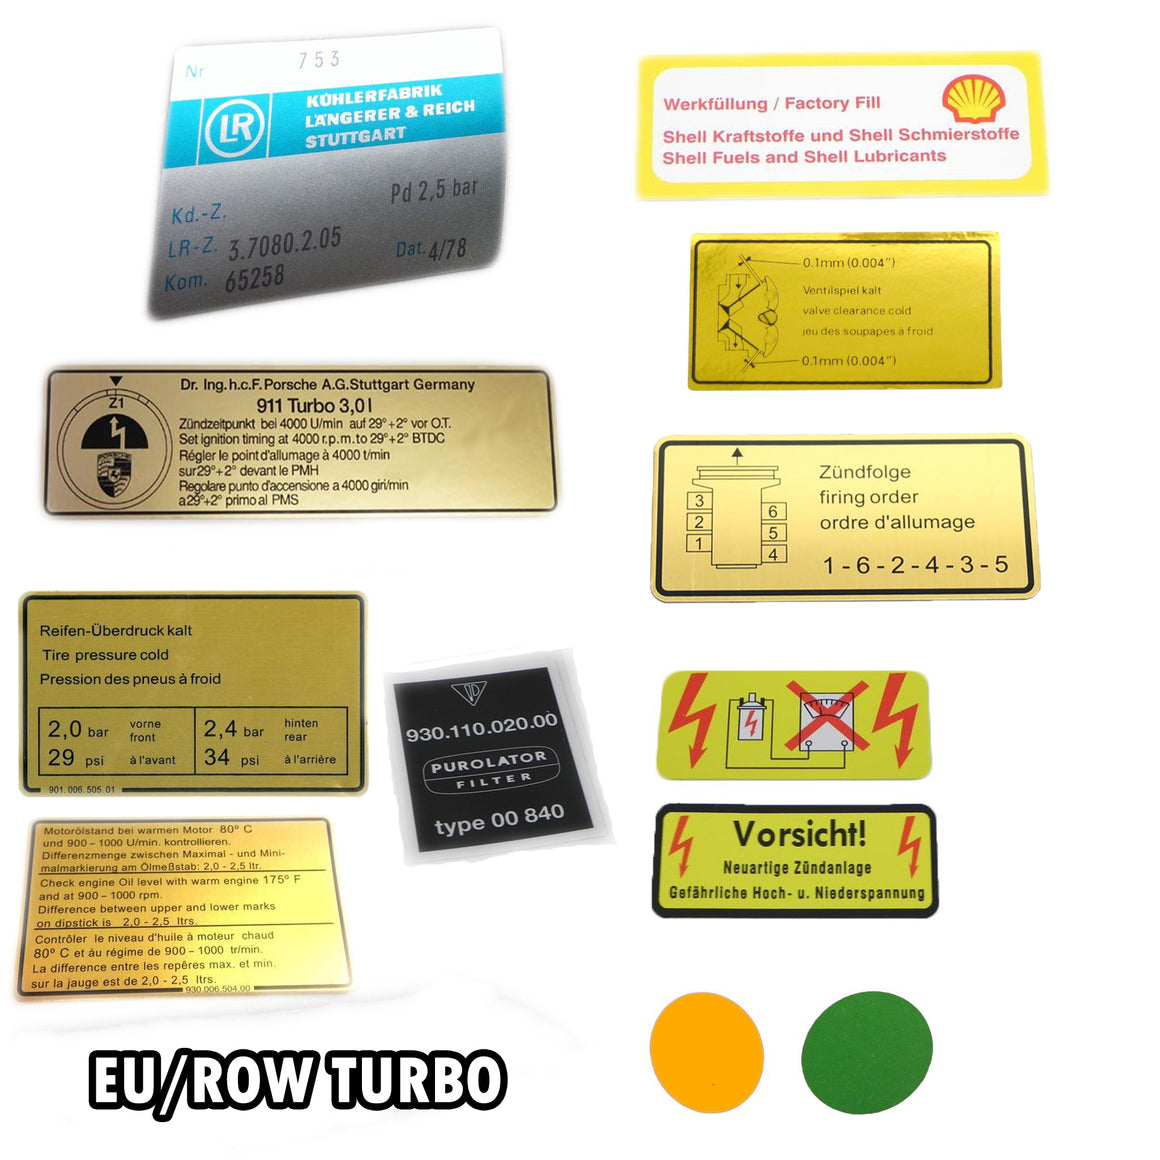 Nr 753
LR
KÜHLERFABRIK
LÄNGERER & REICH
STUTTGART
Pd 2,5 bar
Kd.-Z.
LR-Z. 3.7080.2.05
Dat. 4/78
Kom. 65258
Werkfüllung / Factory Fill
Shell Kraftstoffe und Shell Schmierstoffe
Shell Fuels and Shell Lubricants
0.1mm (0.004")
Ventilspiel kalt
valve clearance cold
jeu des soupapes à froid
0.1mm (0.004")
Z1
PORSCHE
Dr. Ing.h.c.F.Porsche A.G.Stuttgart Germany
911 Turbo 3,0 l
Zündzeitpunkt bei 4000 U/min auf 29°+2° vor O.T.
Set ignition timing at 4000 r.p.m.to 29°+2° BTDC
Régler le point d'allumage à 4000 t/min
sur29°+2° devant le PMH
Regolare punto d'accensione a 4000 giri/min
a29°+2° primo al PMS
3
2
1
6
5
4
Zündfolge
firing order
ordre d'allumage
1-6-2-4-3-5
Reifen-Überdruck kalt
Tire pressure cold
Pression des pneus à froid
2,0 bar vorne
front
29 psi à l'avant
2,4 bar hinten
rear
34 psi à l'arrière
901.006.505.01
930.110.020.00
PUROLATOR
FILTER
type 00 840
Vorsicht!
Neuartige Zündanlage
Gefährliche Hoch- u. Niederspannung
Motorölstand bei warmen Motor 80° C
und 900 – 1000 U/min. kontrollieren.
Differenzmenge zwischen Maximal - und Mini-
malmarkierung am Ölmeßstab: 2,0 - 2,5 ltr.
Check engine Oil level with warm engine 175° F
and at 900 – 1000 rpm.
Difference between upper and lower marks
on dipstick is 2,0 - 2,5 ltrs.
Contrôler le niveau d'huile à moteur chaud
80° C et àu régime de 900 – 1000 tr/min.
La difference entre les repêres max. et min.
sur la jauge est de 2,0 - 2,5 ltrs.
930.006.504.00
EU/ROW TURBO